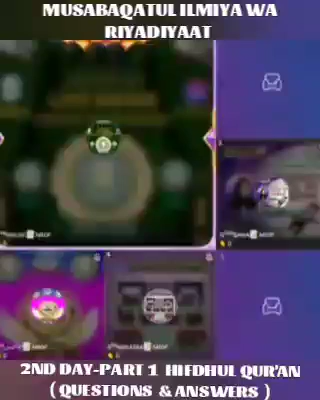 MUSABAQATUL ILMIYA WA
RIYADIYAAT
2ND DAY-PART 1 HIFDHUL QUR'AN
( QUESTIONS & ANSWERS )